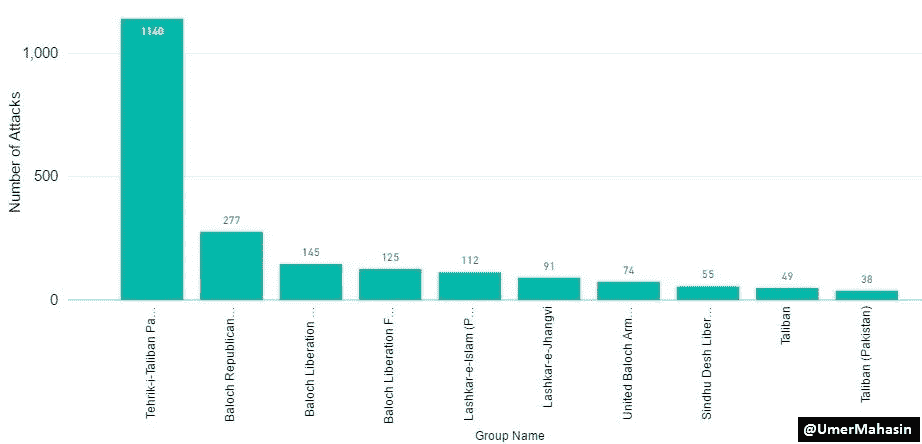 1140
1,000
Number of Attacks
500
277
145
125
112
91
74
55
49
38
0
Tehrik-i-Taliban Pa...
Baloch Republican...
Baloch Liberation ...
Baloch Liberation F...
Lashkar-e-Islam (P...
Lashkar-e-Jhangvi
United Baloch Arm...
Sindhu Desh Liber...
Taliban
Taliban (Pakistan)
Group Name
@UmerMahasin